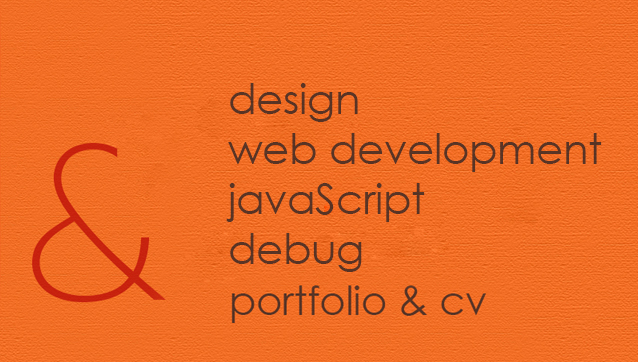 &
design
web development
javaScript
debug
portfolio & cv